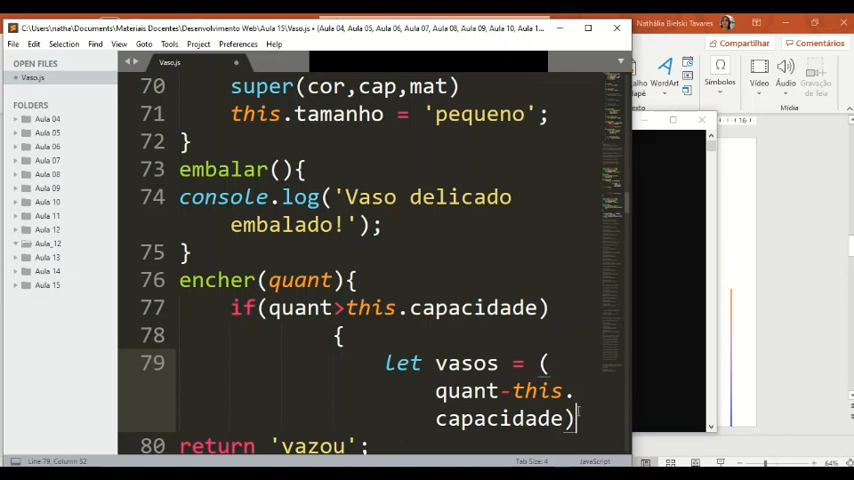 Nathália Bielski Tavares
C:\Users\natha\Materiais Docentes\Desenvolvimento Web\Aula 15\Vaso.js • (Aula 04, Aula 05, Aula 06, Aula 07, Aula 08, Aula 09, Aula 10, Aula 1...
File Edit Selection Find View Goto Tools Project Preferences Help
Compartilhar Comentários
OPEN FILES
Vaso.js
FOLDERS
Aula 04
Aula 05
Aula 06
Aula 07
Aula 08
Aula 09
Aula 10
Aula 11
Aula_12
Aula 13
Aula 14
Aula 15
Vaso.js
70 super(cor,cap,mat)
71 this.tamanho = 'pequeno';
72 }
73 embalar(){
74 console.log('Vaso delicado
embalado!');
75 }
76 encher(quant){
77 if(quant>this.capacidade)
78 {
79 let vasos = (
quant-this.
capacidade)
80 return 'vazou';
WordArt
Símbolos
Vídeo Áudio Gravação
de Tela
Mídia
16
Line 79, Column 52
Tab Size: 4
JavaScript
64%